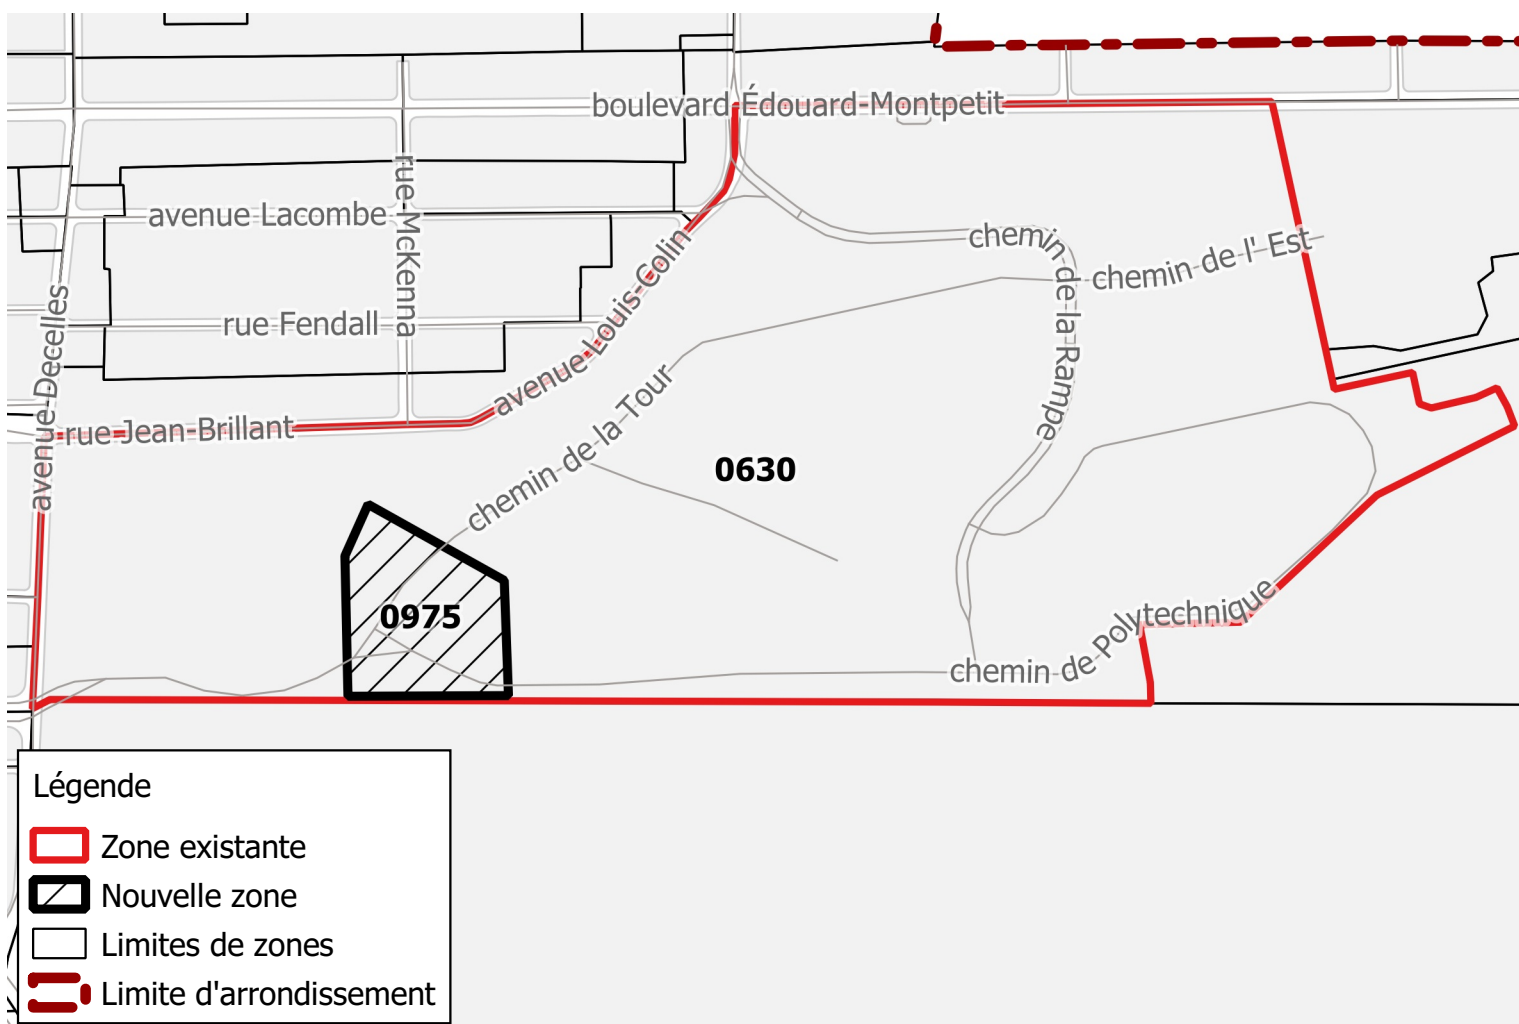 boulevard Édouard-Montpetit
rue McKenna
avenue Lacombe
chemin de la Rampe
chemin de l' Est
avenue Louis-Colin
rue Fendall
avenue Decelles
chemin de la Tour
rue Jean-Brillant
0630
0975
chemin de Polytechnique
Légende
Zone existante
Nouvelle zone
Limites de zones
Limite d'arrondissement